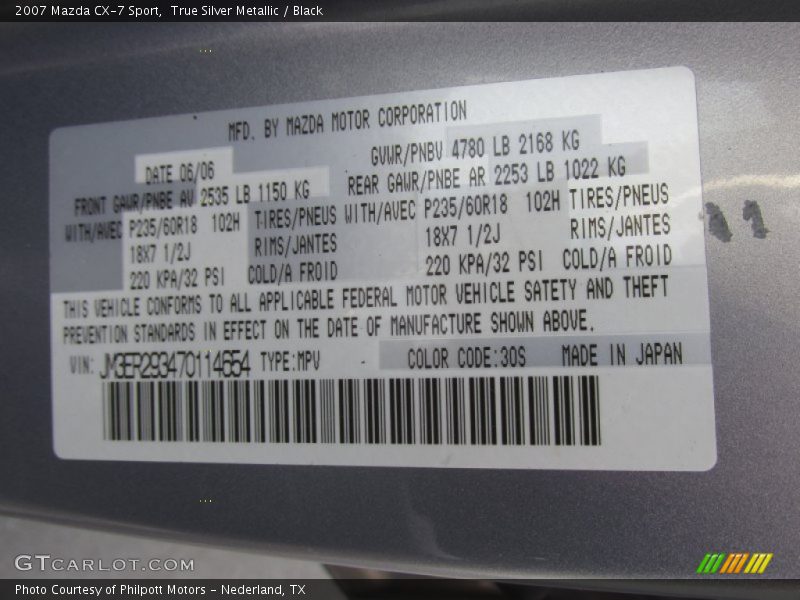 2007 Mazda CX-7 Sport,  True Silver Metallic / Black
MFD. BY MAZDA MOTOR CORPORATION
DATE 06/06 GVWR/PNBV 4780 LB 2168 KG
FRONT GAWR/PNBE AV 2535 LB 1150 KG REAR GAWR/PNBE AR 2253 LB 1022 KG
WITH/AVEC P235/60R18 102H TIRES/PNEUS WITH/AVEC P235/60R18 102H TIRES/PNEUS
18X7 1/2J RIMS/JANTES 18X7 1/2J RIMS/JANTES
220 KPA/32 PSI COLD/A FROID 220 KPA/32 PSI COLD/A FROID
THIS VEHICLE CONFORMS TO ALL APPLICABLE FEDERAL MOTOR VEHICLE SATETY AND THEFT
PREVENTION STANDARDS IN EFFECT ON THE DATE OF MANUFACTURE SHOWN ABOVE.
VIN: JM3ER293470114654 TYPE:MPV COLOR CODE:30S MADE IN JAPAN
GTCARLOT.COM
Photo Courtesy of Philpott Motors - Nederland, TX